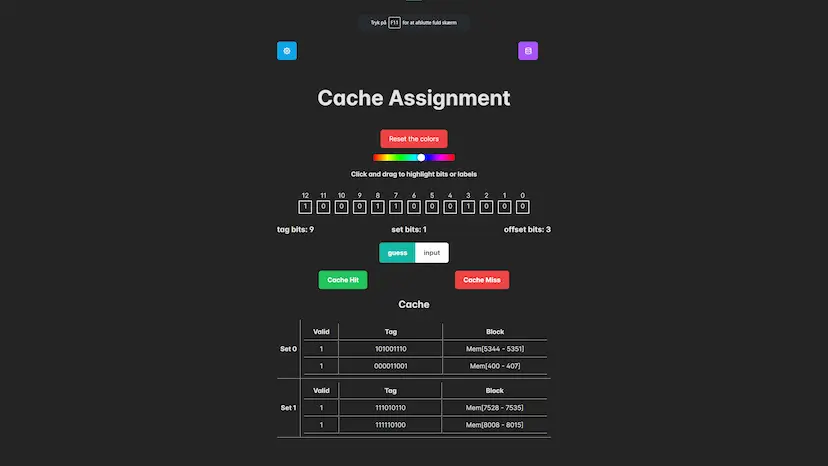 Tryk på F11 for at afslutte fuld skærm
Cache Assignment
Reset the colors
Click and drag to highlight bits or labels
12 11 10 9 8 7 6 5 4 3 2 1 0
1 0 0 0 1 1 0 0 0 1 0 0 0
tag bits: 9 set bits: 1 offset bits: 3
guess input
Cache Hit Cache Miss
Cache
Valid Tag Block
Set 0
1 101001110 Mem[5344 - 5351]
1 000011001 Mem[400 - 407]
Valid Tag Block
Set 1
1 111010110 Mem[7528 - 7535]
1 111110100 Mem[8008 - 8015]